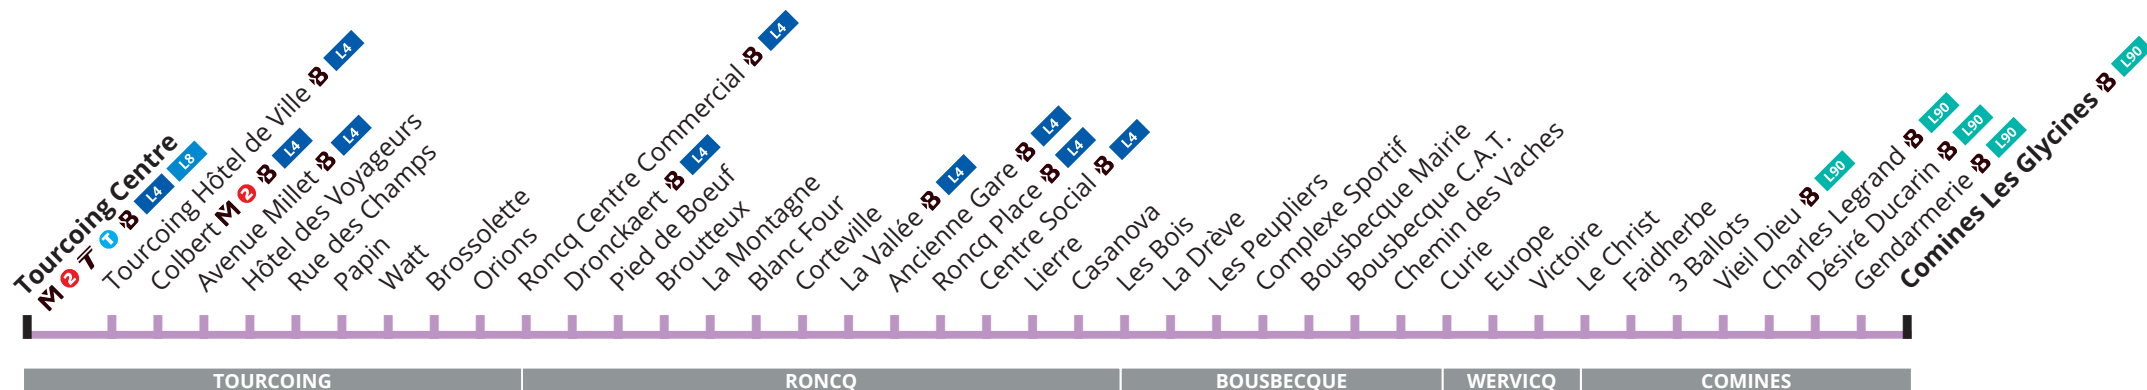 Tourcoing Centre
M 2 T T B L4 L8
Tourcoing Hôtel de Ville B L4
Colbert M 2 B L4
Avenue Millet B L4
Hôtel des Voyageurs
Rue des Champs
Papin
Watt
Brossolette
Orions
Roncq Centre Commercial B L4
Dronckaert B L4
Pied de Boeuf
Broutteux
La Montagne
Blanc Four
Corteville
La Vallée B L4
Ancienne Gare B L4
Roncq Place B L4
Centre Social B L4
Lierre
Casanova
Les Bois
La Drève
Les Peupliers
Complexe Sportif
Bousbecque Mairie
Bousbecque C.A.T.
Chemin des Vaches
Curie
Europe
Victoire
Le Christ
Faidherbe
3 Ballots
Vieil Dieu B L90
Charles Legrand B L90
Désiré Ducarin B L90
Gendarmerie B L90
Comines Les Glycines B L90
TOURCOING
RONCQ
BOUSBECQUE
WERVICQ
COMINES